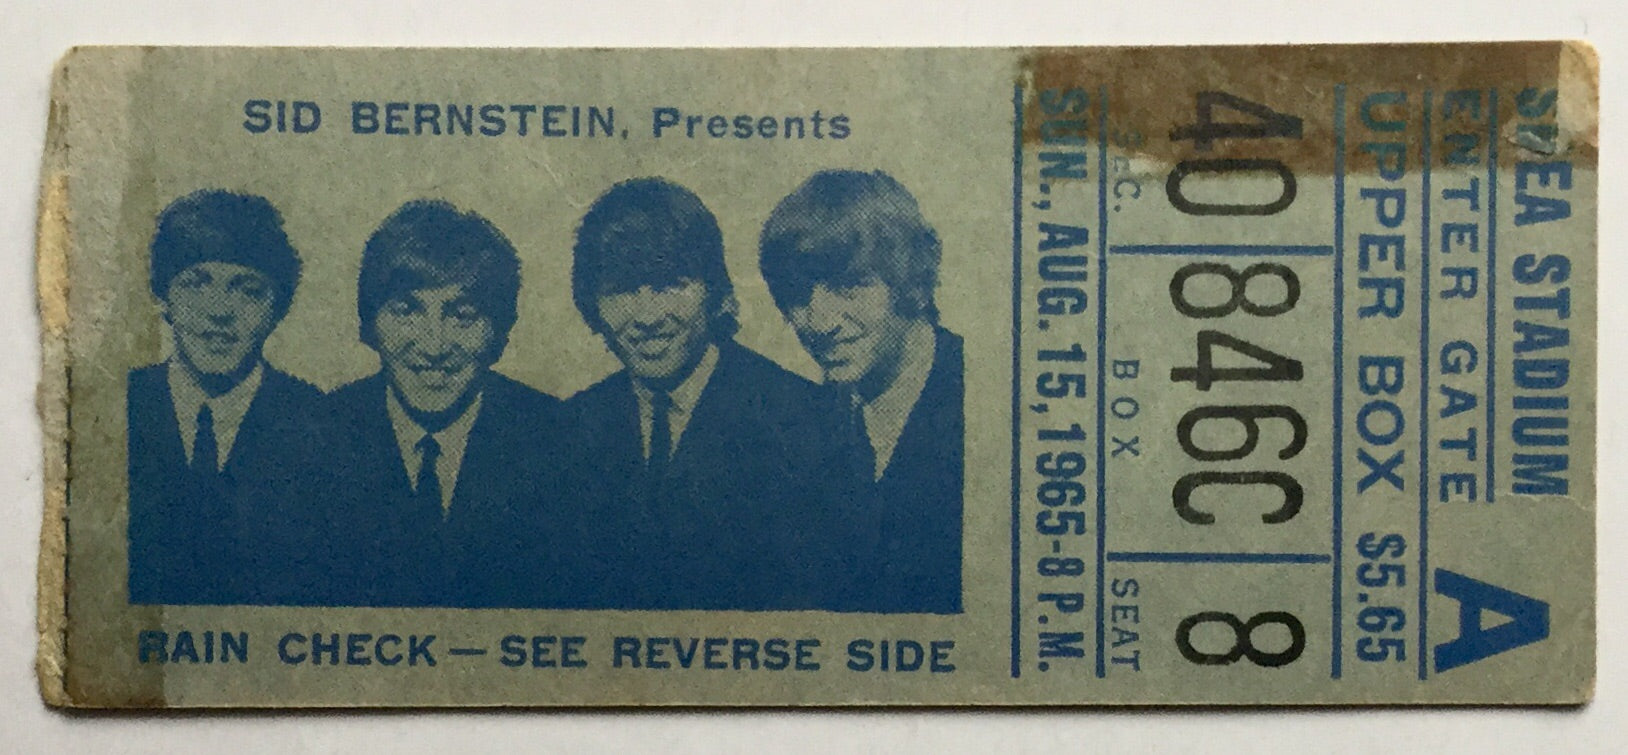 SID BERNSTEIN, Presents
RAIN CHECK — SEE REVERSE SIDE
SHEA STADIUM
ENTER GATE A
UPPER BOX $5.65
40 846C 8
SEC. BOX SEAT
SUN., AUG. 15, 1965-8 P.M.